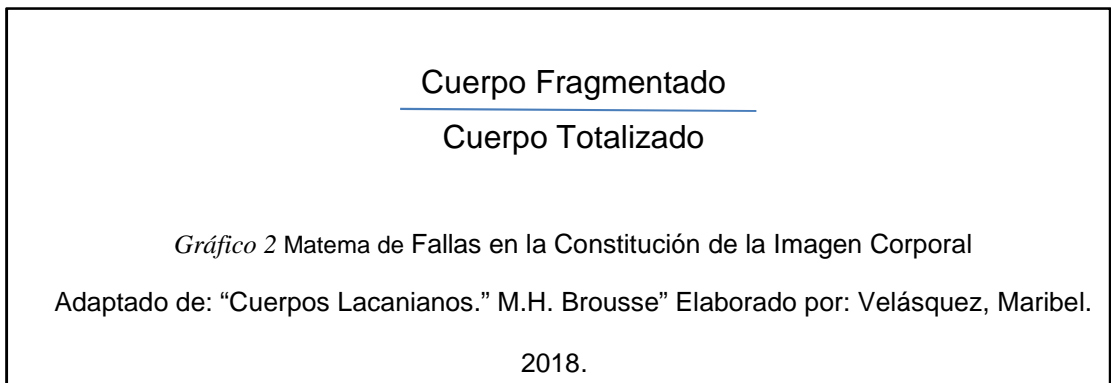 Cuerpo Fragmentado
Cuerpo Totalizado
Gráfico 2 Matema de Fallas en la Constitución de la Imagen Corporal
Adaptado de: “Cuerpos Lacanianos.” M.H. Brousse” Elaborado por: Velásquez, Maribel.
2018.